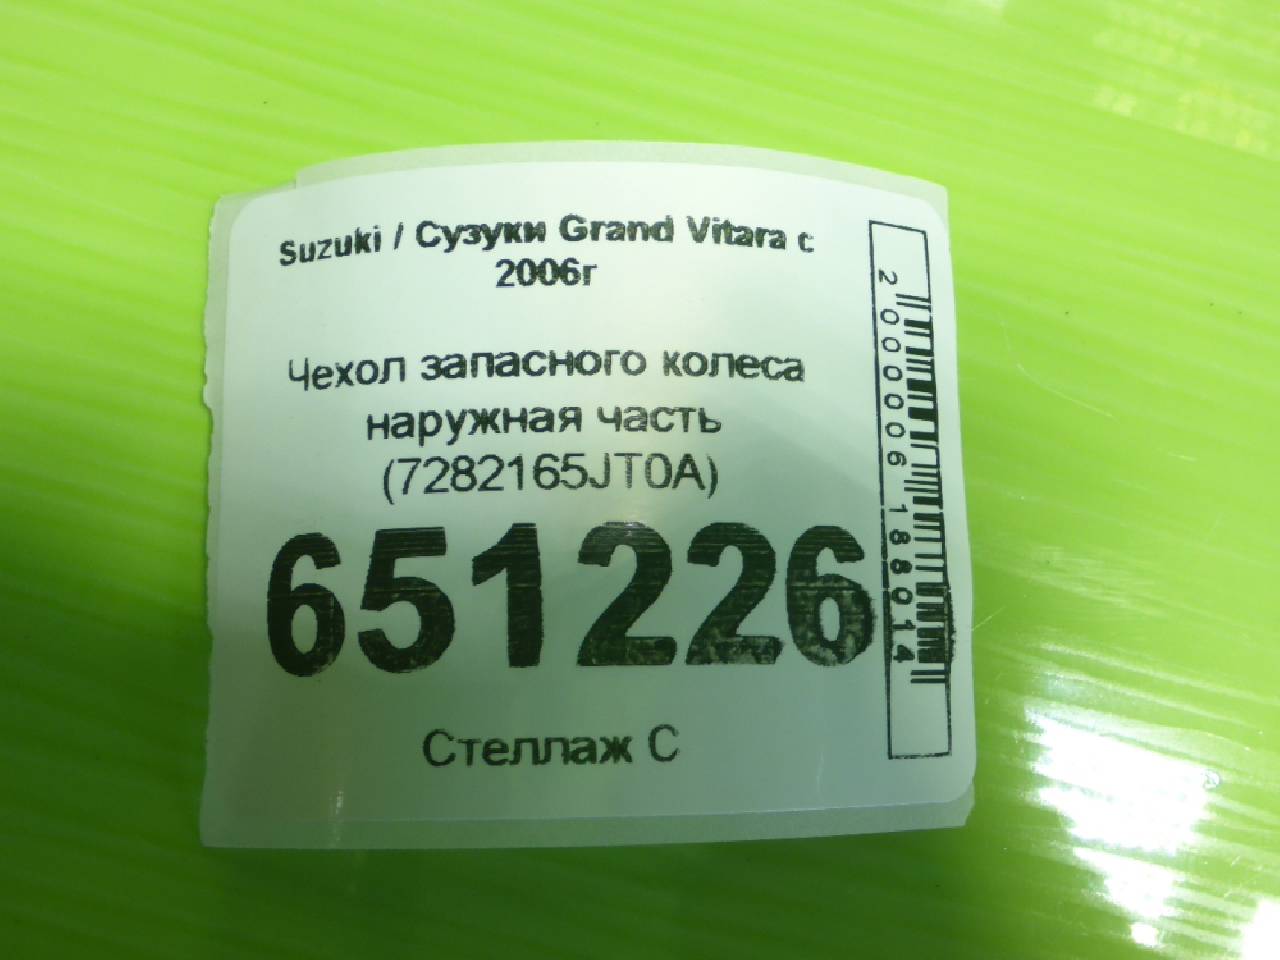 Suzuki / Сузуки Grand Vitara с
2006г
Чехол запасного колеса
наружная часть
(7282165JT0A)
651226
Стеллаж С
2000006188014